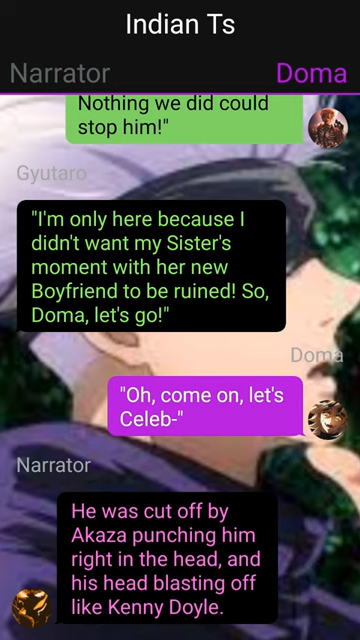 Indian Ts
Narrator
Doma
Nothing we did could
stop him!"
Gyutaro
"I'm only here because I
didn't want my Sister's
moment with her new
Boyfriend to be ruined! So,
Doma, let's go!"
Doma
"Oh, come on, let's
Celeb-"
Narrator
He was cut off by
Akaza punching him
right in the head, and
his head blasting off
like Kenny Doyle.